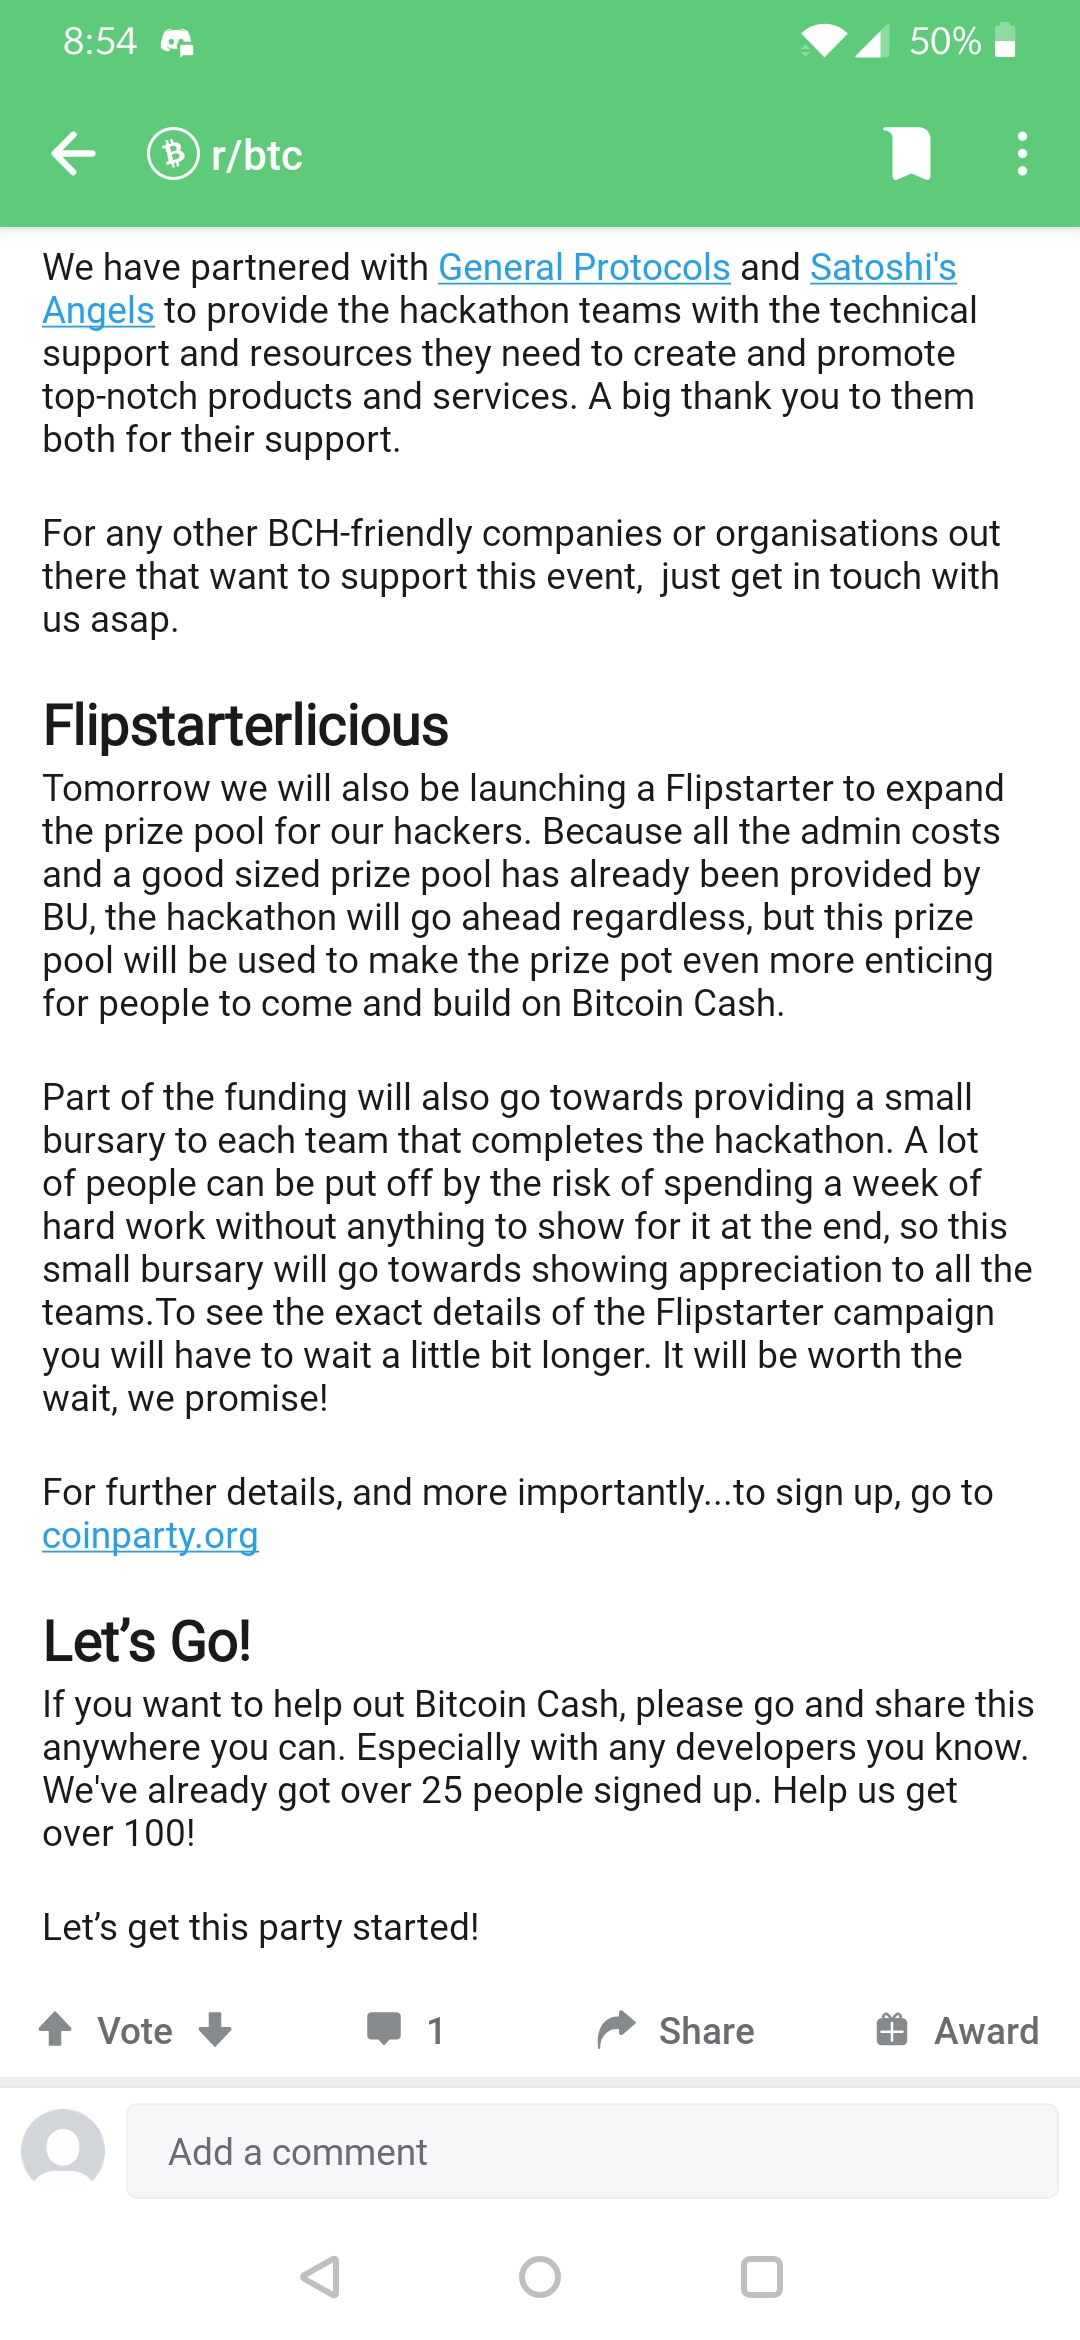 8:54
50%
r/btc
We have partnered with General Protocols and Satoshi's
Angels to provide the hackathon teams with the technical
support and resources they need to create and promote
top-notch products and services. A big thank you to them
both for their support.
For any other BCH-friendly companies or organisations out
there that want to support this event,  just get in touch with
us asap.
Flipstarterlicious
Tomorrow we will also be launching a Flipstarter to expand
the prize pool for our hackers. Because all the admin costs
and a good sized prize pool has already been provided by
BU, the hackathon will go ahead regardless, but this prize
pool will be used to make the prize pot even more enticing
for people to come and build on Bitcoin Cash.
Part of the funding will also go towards providing a small
bursary to each team that completes the hackathon. A lot
of people can be put off by the risk of spending a week of
hard work without anything to show for it at the end, so this
small bursary will go towards showing appreciation to all the
teams.To see the exact details of the Flipstarter campaign
you will have to wait a little bit longer. It will be worth the
wait, we promise!
For further details, and more importantly...to sign up, go to
coinparty.org
Let’s Go!
If you want to help out Bitcoin Cash, please go and share this
anywhere you can. Especially with any developers you know.
We've already got over 25 people signed up. Help us get
over 100!
Let’s get this party started!
Vote 1 Share Award
Add a comment